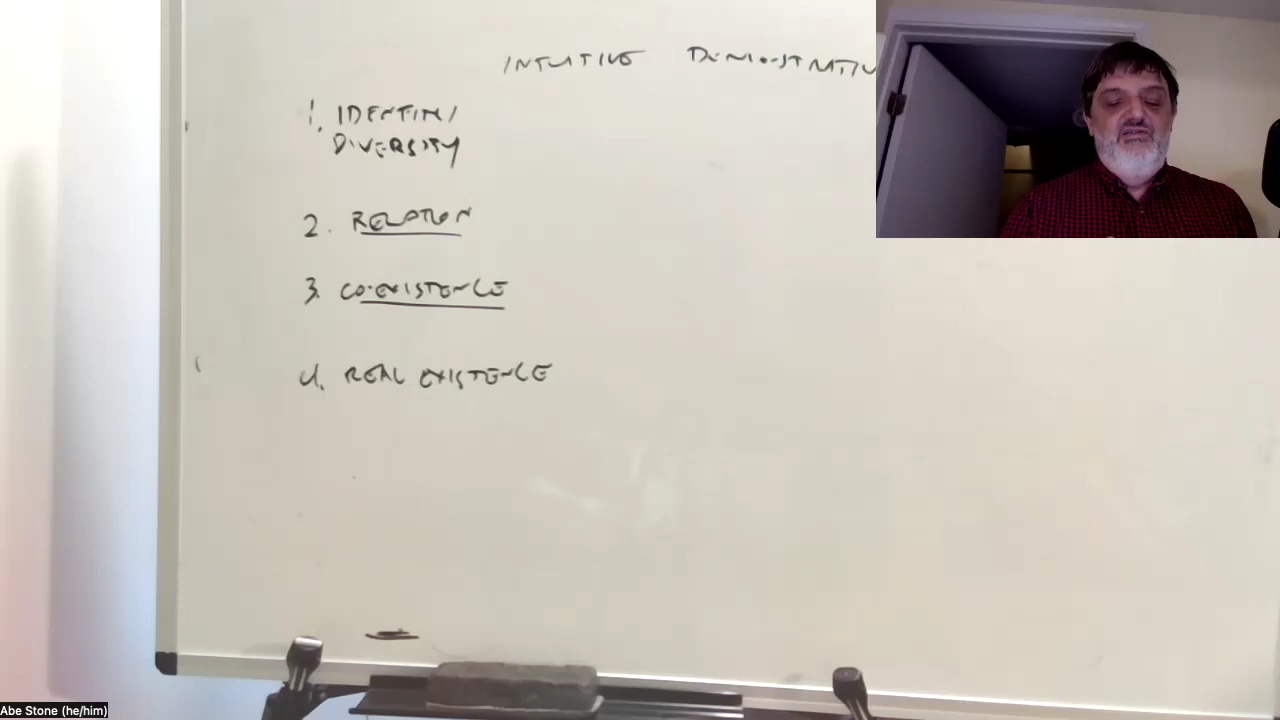 INTUITIVE DEMONSTRATIV
1. IDENTITY/
DIVERSITY
2. RELATION
3. CO-EXISTENCE
4. REAL EXISTENCE
Abe Stone (he/him)